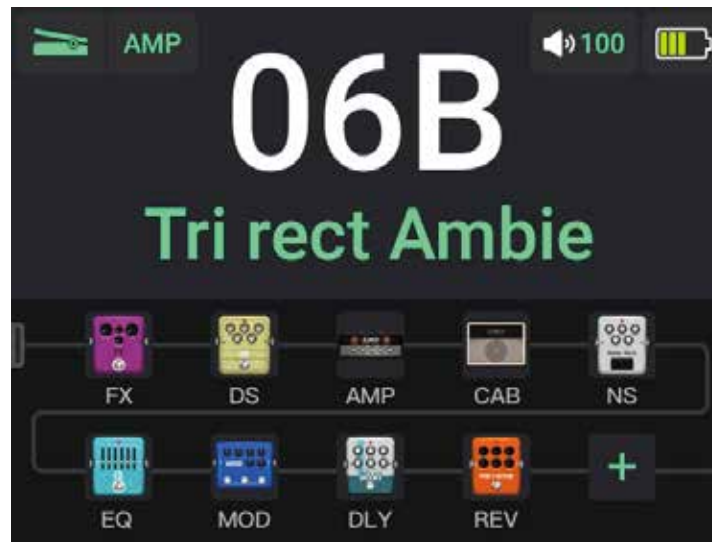 AMP
100
06B
Tri rect Ambie
FX DS AMP CAB NS
EQ MOD DLY REV +